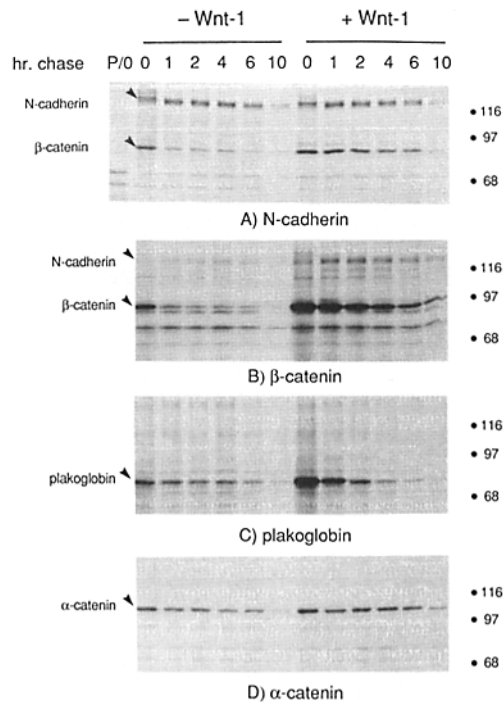 – Wnt-1 + Wnt-1
hr. chase P/0 0 1 2 4 6 10 0 1 2 4 6 10
N-cadherin
• 116
• 97
β-catenin
• 68
A) N-cadherin
N-cadherin
• 116
• 97
β-catenin
• 68
B) β-catenin
• 116
• 97
plakoglobin
• 68
C) plakoglobin
• 116
α-catenin
• 97
• 68
D) α-catenin